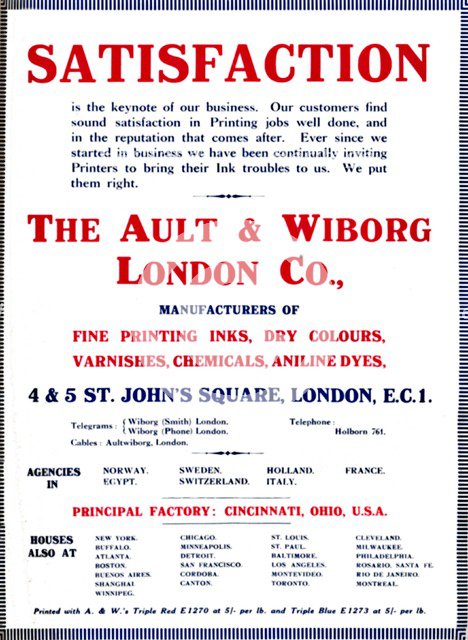 SATISFACTION
is the keynote of our business. Our customers find
sound satisfaction in Printing jobs well done, and
in the reputation that comes after. Ever since we
started in business we have been continually inviting
Printers to bring their Ink troubles to us. We put
them right.
THE AULT & WIBORG
LONDON CO.,
MANUFACTURERS OF
FINE PRINTING INKS, DRY COLOURS,
VARNISHES, CHEMICALS, ANILINE DYES,
4 & 5 ST. JOHN'S SQUARE, LONDON, E.C.1.
Telegrams: { Wiborg (Smith) London. Telephone:
Wiborg (Phone) London. Holborn 761.
Cables: Aultwiborg, London.
AGENCIES IN
NORWAY. SWEDEN. HOLLAND. FRANCE.
EGYPT. SWITZERLAND. ITALY.
PRINCIPAL FACTORY: CINCINNATI, OHIO, U.S.A.
HOUSES ALSO AT
NEW YORK. CHICAGO. ST. LOUIS. CLEVELAND.
BUFFALO. MINNEAPOLIS. ST. PAUL. MILWAUKEE.
ATLANTA. DETROIT. BALTIMORE. PHILADELPHIA.
BOSTON. SAN FRANCISCO. LOS ANGELES. ROSARIO, SANTA FE.
BUENOS AIRES. CORDOBA. MONTEVIDEO. RIO DE JANEIRO.
SHANGHAI CANTON. TORONTO. MONTREAL.
WINNIPEG.
Printed with A. & W.'s Triple Red E1270 at 5/- per lb. and Triple Blue E1273 at 5/- per lb.